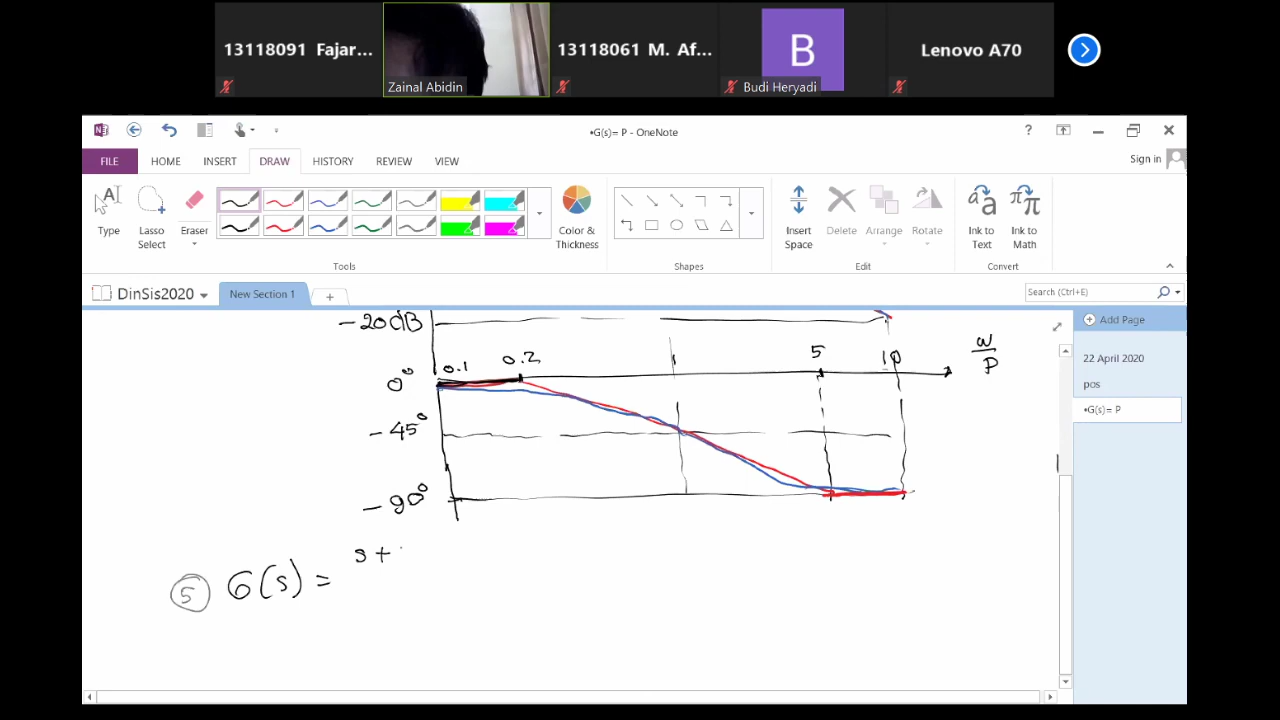 13118091 Fajar...
Zainal Abidin
13118061 M. Af...
B
Budi Heryadi
Lenovo A70
•G(s)= P - OneNote
?
FILE
HOME
INSERT
DRAW
HISTORY
REVIEW
VIEW
Sign in
Type
Lasso Select
Eraser
Color & Thickness
Insert Space
Delete
Arrange
Rotate
Ink to Text
Ink to Math
Tools
Shapes
Edit
Convert
DinSis2020
New Section 1
+
Search (Ctrl+E)
Add Page
22 April 2020
pos
•G(s)= P
-20dB
0.1
0.2
5
10
ω/P
0°
-45°
-90°
5 G(s) = s+